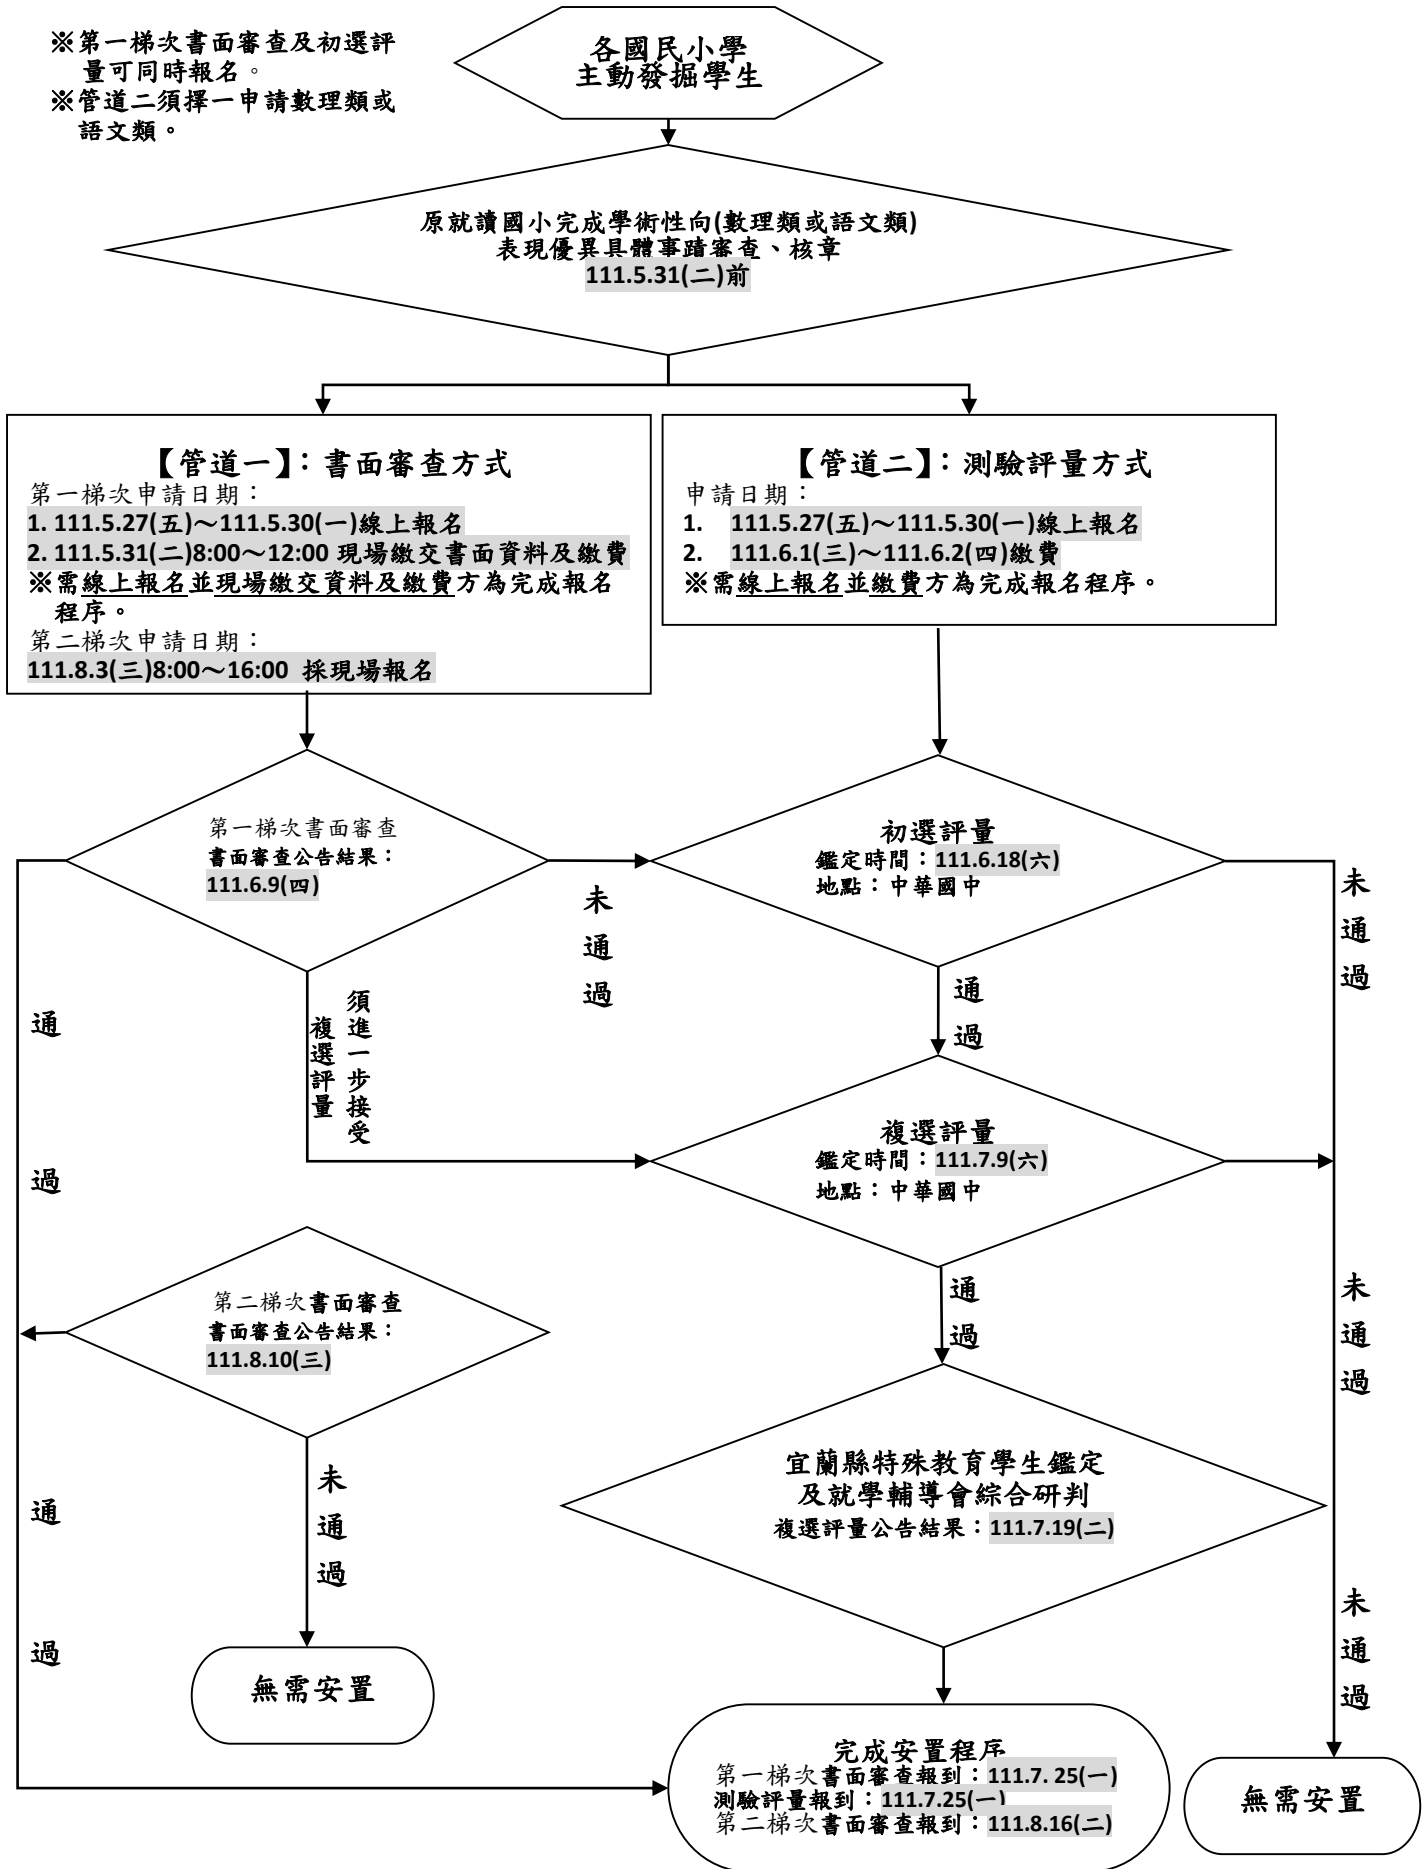 ※第一梯次書面審查及初選評
量可同時報名。
※管道二須擇一申請數理類或
語文類。
各國民小學
主動發掘學生
原就讀國小完成學術性向(數理類或語文類)
表現優異具體事蹟審查、核章
111.5.31(二)前
【管道一】：書面審查方式
第一梯次申請日期：
1. 111.5.27(五)～111.5.30(一)線上報名
2. 111.5.31(二)8:00～12:00 現場繳交書面資料及繳費
※需線上報名並現場繳交資料及繳費方為完成報名
程序。
第二梯次申請日期：
111.8.3(三)8:00～16:00 採現場報名
【管道二】：測驗評量方式
申請日期：
1. 111.5.27(五)～111.5.30(一)線上報名
2. 111.6.1(三)～111.6.2(四)繳費
※需線上報名並繳費方為完成報名程序。
第一梯次書面審查
書面審查公告結果：
111.6.9(四)
未通過
初選評量
鑑定時間：111.6.18(六)
地點：中華國中
未通過
通過
須進一步接受
複選評量
通過
複選評量
鑑定時間：111.7.9(六)
地點：中華國中
未通過
通過
第二梯次書面審查
書面審查公告結果：
111.8.10(三)
未通過
通過
宜蘭縣特殊教育學生鑑定
及就學輔導會綜合研判
複選評量公告結果：111.7.19(二)
未通過
無需安置
完成安置程序
第一梯次書面審查報到：111.7. 25(一)
測驗評量報到：111.7.25(一)
第二梯次書面審查報到：111.8.16(二)
無需安置